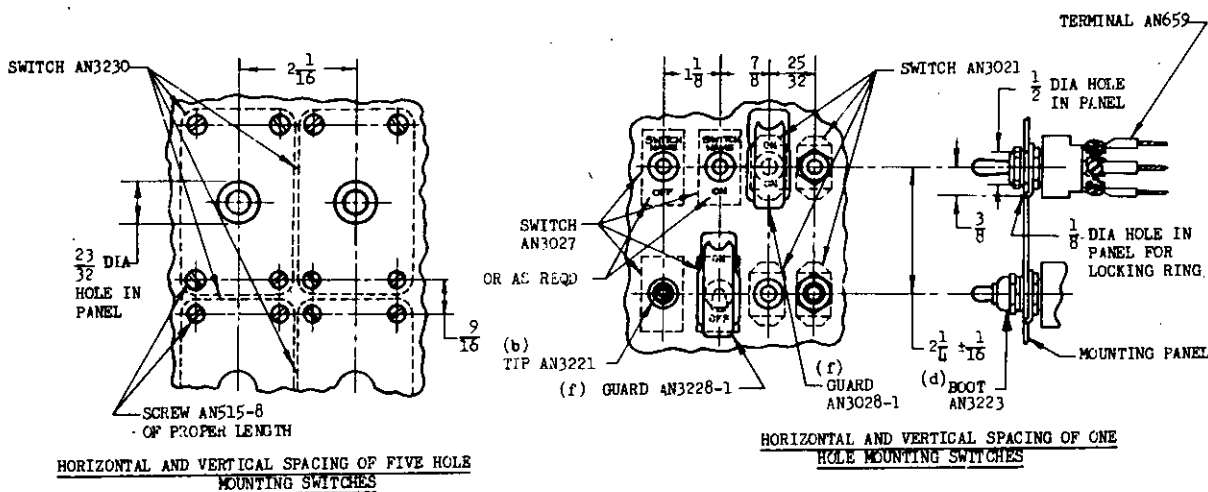 SWITCH AN3230
2 1/16
23/32 DIA
HOLE IN
PANEL
9/16
SCREW AN515-8
OF PROPER LENGTH
HORIZONTAL AND VERTICAL SPACING OF FIVE HOLE
MOUNTING SWITCHES
TERMINAL AN659
1 1/8
7/8
25/32
SWITCH AN3021
1/2 DIA HOLE
IN PANEL
SWITCH
NAME
OFF
SWITCH
NAME
ON
ON
ON
SWITCH
AN3027
OR AS REQD
ON
OFF
3/8
1/8 DIA HOLE IN
PANEL FOR
LOCKING RING
2 1/4 ± 1/16
MOUNTING PANEL
(b)
TIP AN3221
(f) GUARD AN3228-1
(f)
GUARD
AN3028-1
(d) BOOT
AN3223
HORIZONTAL AND VERTICAL SPACING OF ONE
HOLE MOUNTING SWITCHES